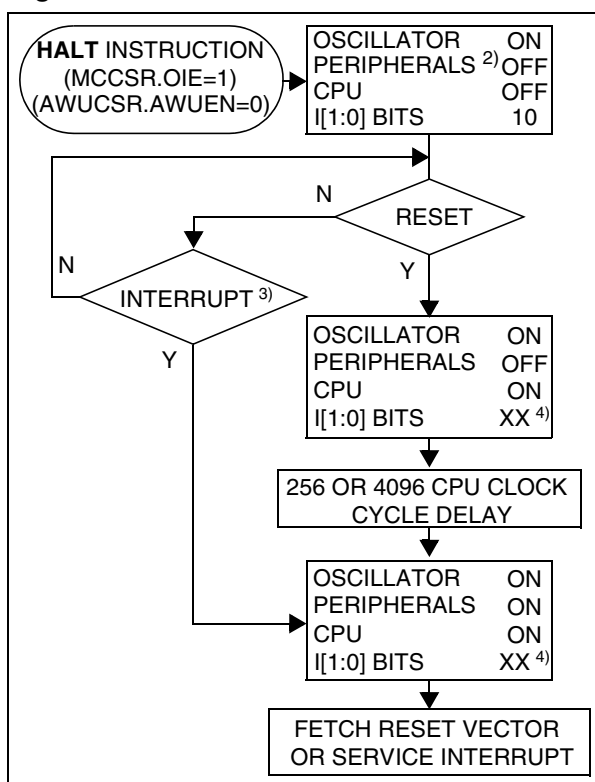 HALT INSTRUCTION
(MCCSR.OIE=1)
(AWUCSR.AWUEN=0)
OSCILLATOR ON
PERIPHERALS 2) OFF
CPU OFF
I[1:0] BITS 10
N
RESET
N
Y
INTERRUPT 3)
Y
OSCILLATOR ON
PERIPHERALS OFF
CPU ON
I[1:0] BITS XX 4)
256 OR 4096 CPU CLOCK
CYCLE DELAY
OSCILLATOR ON
PERIPHERALS ON
CPU ON
I[1:0] BITS XX 4)
FETCH RESET VECTOR
OR SERVICE INTERRUPT